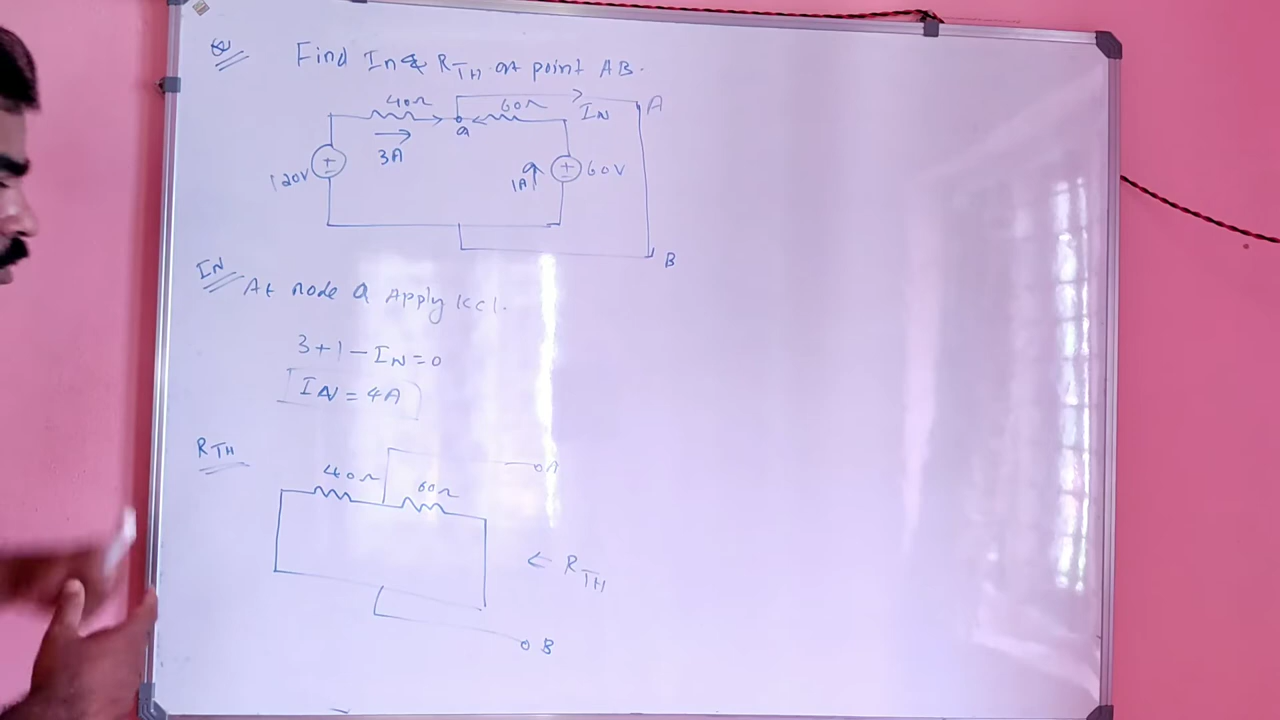 Q
Find IN & RTH at point AB.
40Ω
60Ω
IN
A
a
3A
120V
1A
60V
B
IN
At node a Apply KCL.
3+1-IN=0
IN=4A
RTH
40Ω
60Ω
A
← RTH
B